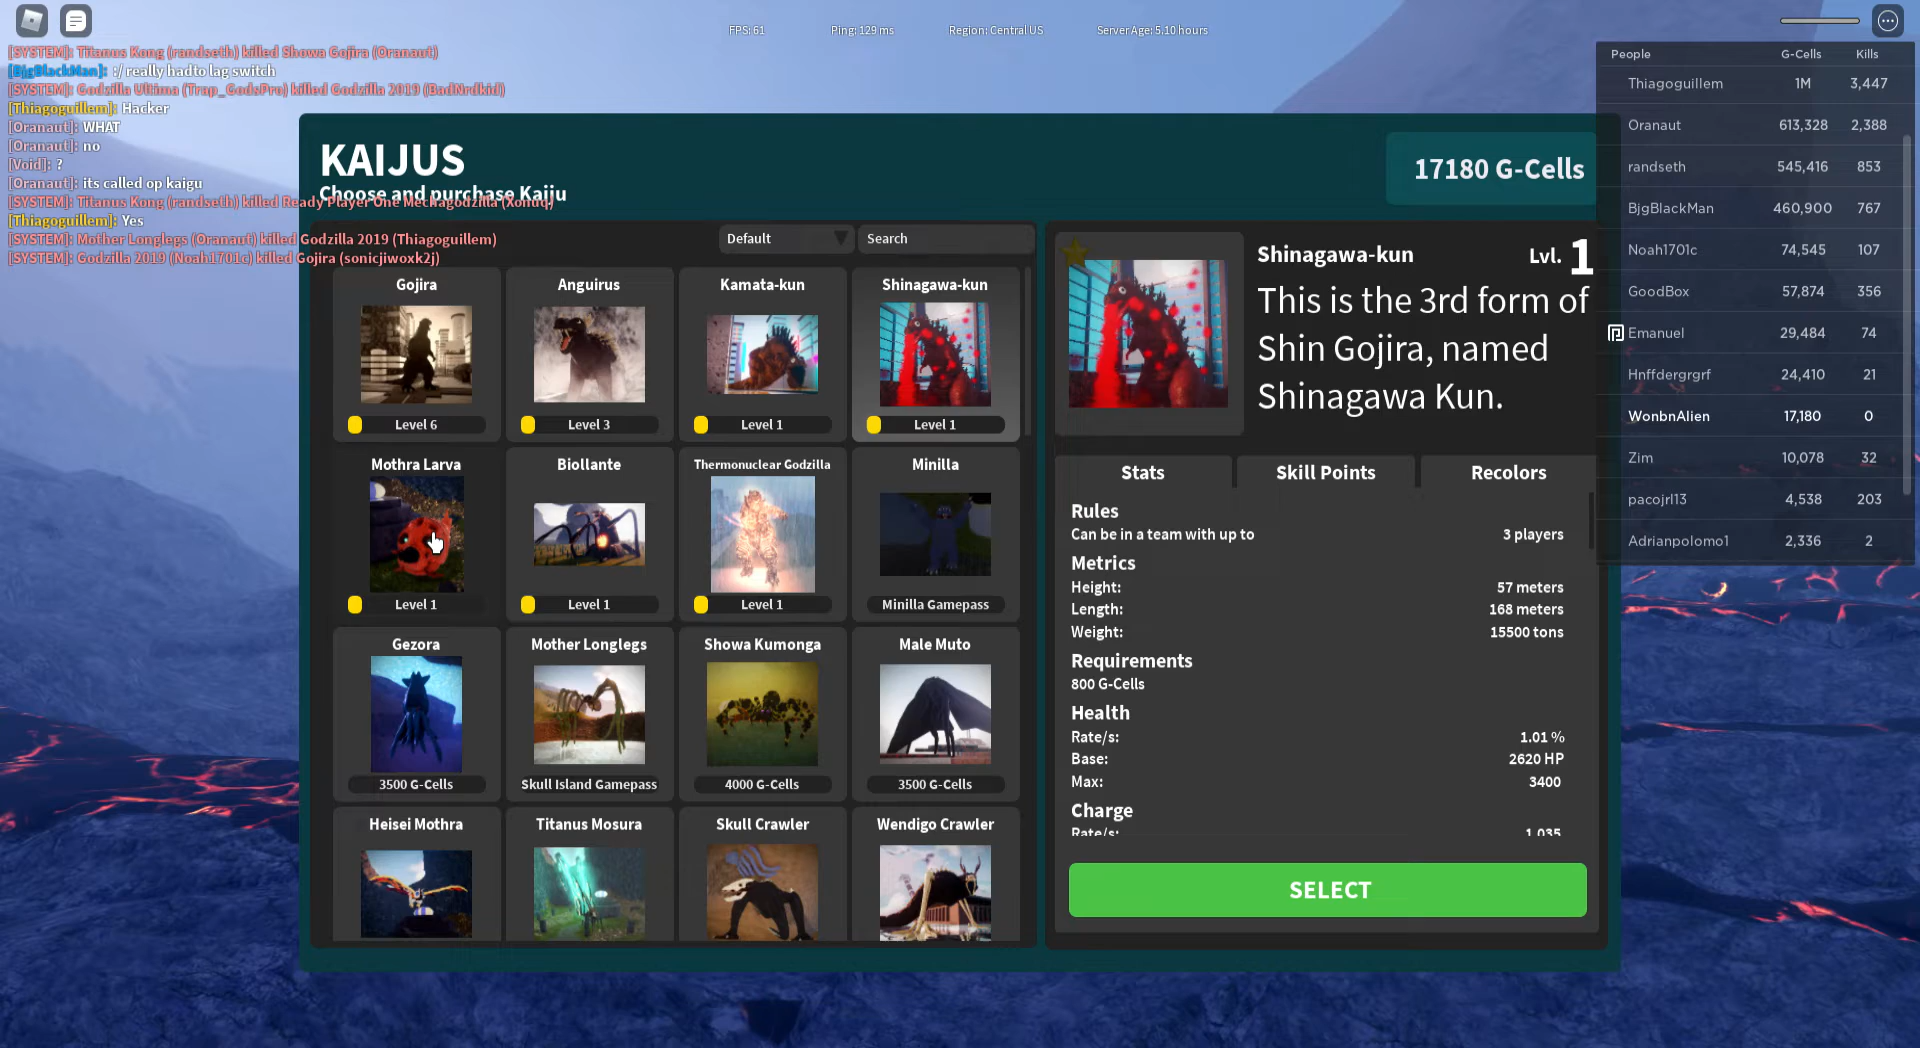 FPS: 61
Ping: 129 ms
Region: Central US
Server Age: 5.10 hours
[SYSTEM]: Titanus Kong (randseth) killed Showa Gojira (Oranaut)
[BjgBlackMan]: :/ really hadto lag switch
[SYSTEM]: Godzilla Ultima (Trap_GodsPro) killed Godzilla 2019 (BadNrdkid)
[Thiagoguillem]: Hacker
[Oranaut]: WHAT
[Oranaut]: no
[Void]: ?
[Oranaut]: its called op kaigu
[SYSTEM]: Titanus Kong (randseth) killed Ready Player One Mechagodzilla (Xonuq)
[Thiagoguillem]: Yes
[SYSTEM]: Mother Longlegs (Oranaut) killed Godzilla 2019 (Thiagoguillem)
[SYSTEM]: Godzilla 2019 (Noah1701c) killed Gojira (sonicjiwoxk2j)
KAIJUS
Choose and purchase Kaiju
17180 G-Cells
Default
Search
Gojira
Level 6
Anguirus
Level 3
Kamata-kun
Level 1
Shinagawa-kun
Level 1
Mothra Larva
Level 1
Biollante
Level 1
Thermonuclear Godzilla
Level 1
Minilla
Minilla Gamepass
Gezora
3500 G-Cells
Mother Longlegs
Skull Island Gamepass
Showa Kumonga
4000 G-Cells
Male Muto
3500 G-Cells
Heisei Mothra
Titanus Mosura
Skull Crawler
Wendigo Crawler
Shinagawa-kun
Lvl. 1
This is the 3rd form of
Shin Gojira, named
Shinagawa Kun.
Stats
Skill Points
Recolors
Rules
Can be in a team with up to 3 players
Metrics
Height: 57 meters
Length: 168 meters
Weight: 15500 tons
Requirements
800 G-Cells
Health
Rate/s: 1.01 %
Base: 2620 HP
Max: 3400
Charge
Rate/s: 1.035
SELECT
People G-Cells Kills
Thiagoguillem 1M 3,447
Oranaut 613,328 2,388
randseth 545,416 853
BjgBlackMan 460,900 767
Noah1701c 74,545 107
GoodBox 57,874 356
Emanuel 29,484 74
Hnffdergrgrf 24,410 21
WonbnAlien 17,180 0
Zim 10,078 32
pacojrl13 4,538 203
Adrianpolomo1 2,336 2